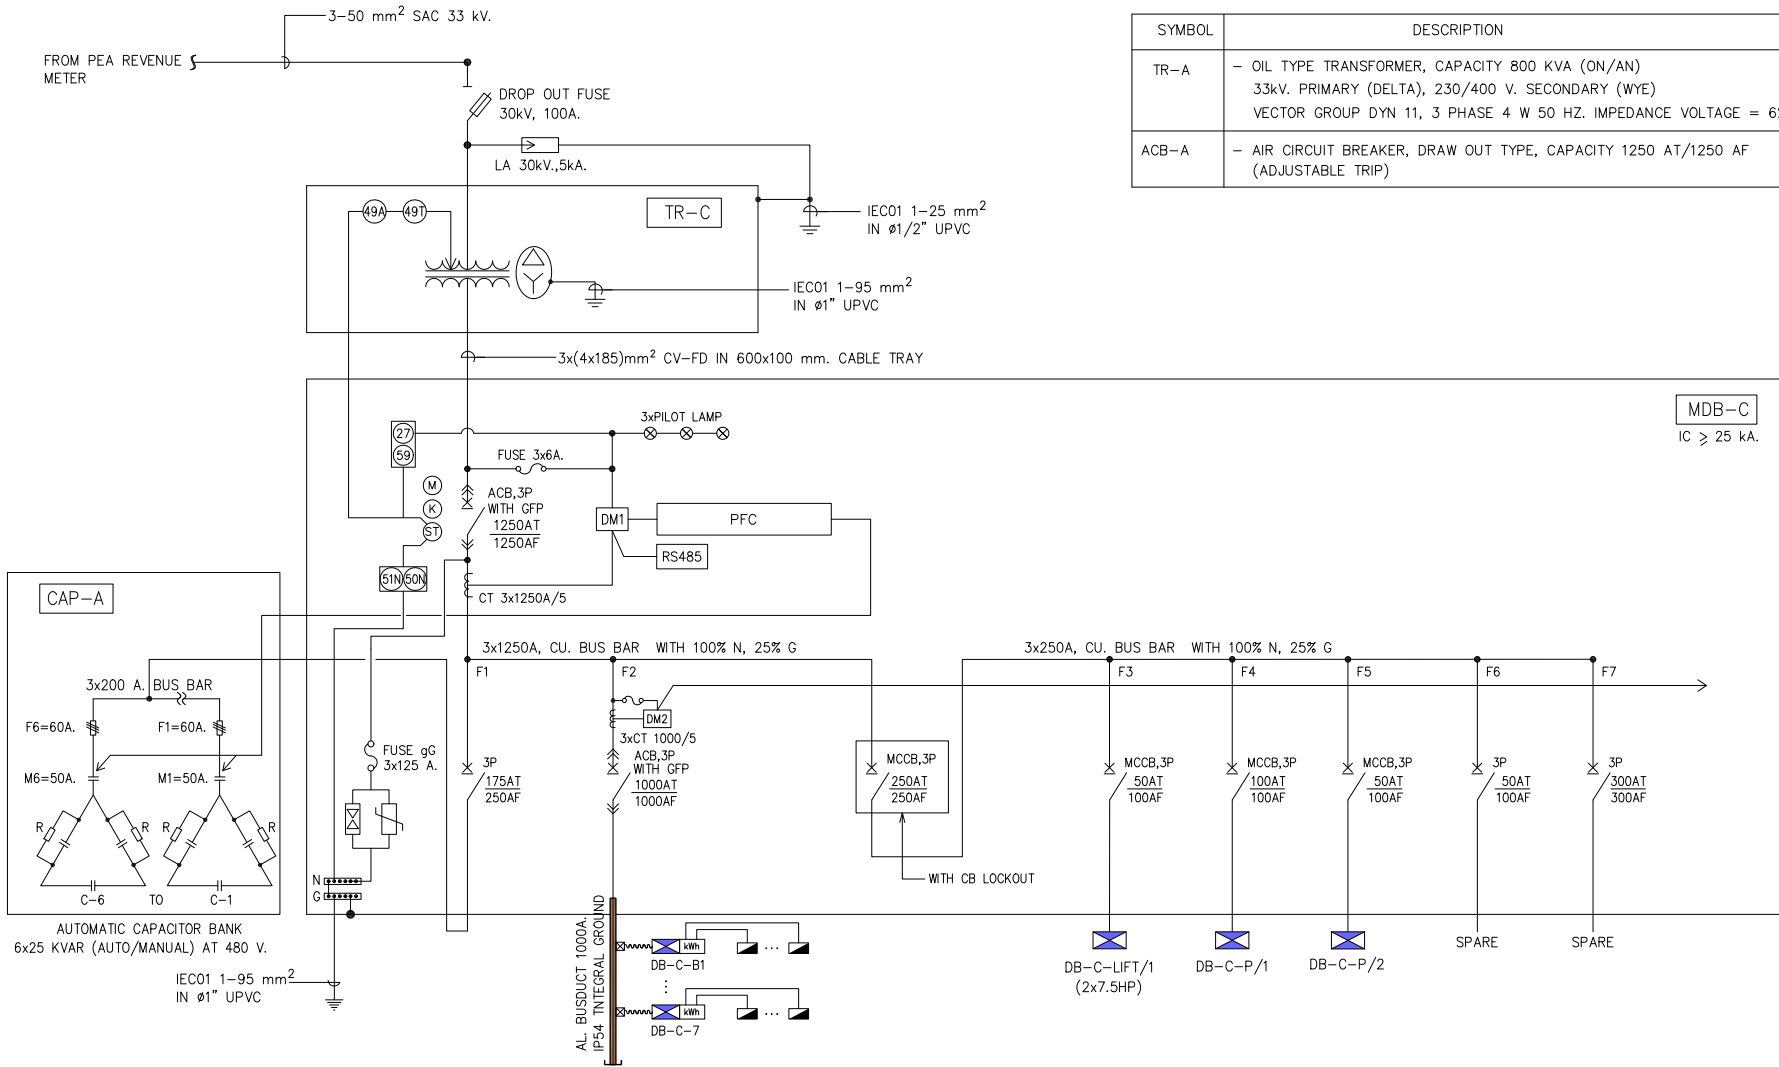 3-50 mm² SAC 33 kV.
FROM PEA REVENUE
METER
DROP OUT FUSE
30kV, 100A.
LA 30kV.,5kA.
SYMBOL DESCRIPTION
TR-A - OIL TYPE TRANSFORMER, CAPACITY 800 KVA (ON/AN)
33kV. PRIMARY (DELTA), 230/400 V. SECONDARY (WYE)
VECTOR GROUP DYN 11, 3 PHASE 4 W 50 HZ. IMPEDANCE VOLTAGE = 6
ACB-A - AIR CIRCUIT BREAKER, DRAW OUT TYPE, CAPACITY 1250 AT/1250 AF
(ADJUSTABLE TRIP)
49A 49T
TR-C
IEC01 1-25 mm²
IN ø1/2" UPVC
IEC01 1-95 mm²
IN ø1" UPVC
3x(4x185)mm² CV-FD IN 600x100 mm. CABLE TRAY
MDB-C
IC ≥ 25 kA.
3xPILOT LAMP
27
59
FUSE 3x6A.
M
K
ST
ACB,3P
WITH GFP
1250AT
1250AF
DM1
PFC
RS485
51N 50N
CT 3x1250A/5
CAP-A
3x200 A. BUS BAR
F6=60A.
F1=60A.
M6=50A.
M1=50A.
R R R R
C-6 TO C-1
AUTOMATIC CAPACITOR BANK
6x25 KVAR (AUTO/MANUAL) AT 480 V.
IEC01 1-95 mm²
IN ø1" UPVC
FUSE gG
3x125 A.
N
G
3x1250A, CU. BUS BAR WITH 100% N, 25% G
F1
F2
3P
175AT
250AF
DM2
3xCT 1000/5
ACB,3P
WITH GFP
1000AT
1000AF
AL. BUSDUCT 1000A.
IP54 INTEGRAL GROUND
kWh
...
DB-C-B1
kWh
...
DB-C-7
MCCB,3P
250AT
250AF
WITH CB LOCKOUT
3x250A, CU. BUS BAR WITH 100% N, 25% G
F3 F4 F5 F6 F7
MCCB,3P
50AT
100AF
MCCB,3P
100AT
100AF
MCCB,3P
50AT
100AF
3P
50AT
100AF
3P
300AT
300AF
DB-C-LIFT/1
(2x7.5HP)
DB-C-P/1
DB-C-P/2
SPARE
SPARE